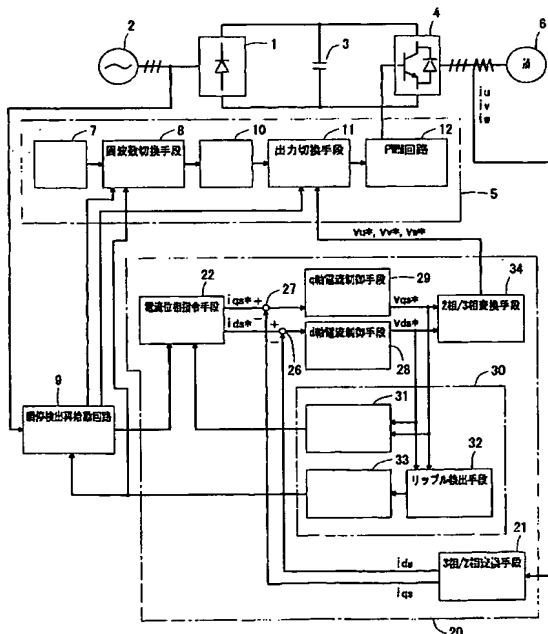 2
1
3
4
6
iu
iv
iw
7
8
10
11
12
周波数切換手段
出力切換手段
PWM回路
5
Vu*, Vv*, Vw*
22
27
29
34
電流位相指令手段
iqs* +
−
ids* +
−
26
q軸電流制御手段
d軸電流制御手段
28
Vqs*
Vds*
2相/3相変換手段
30
31
9
瞬停検出再始動回路
32
33
リップル検出手段
21
ids
iqs
3相/2相変換手段
20